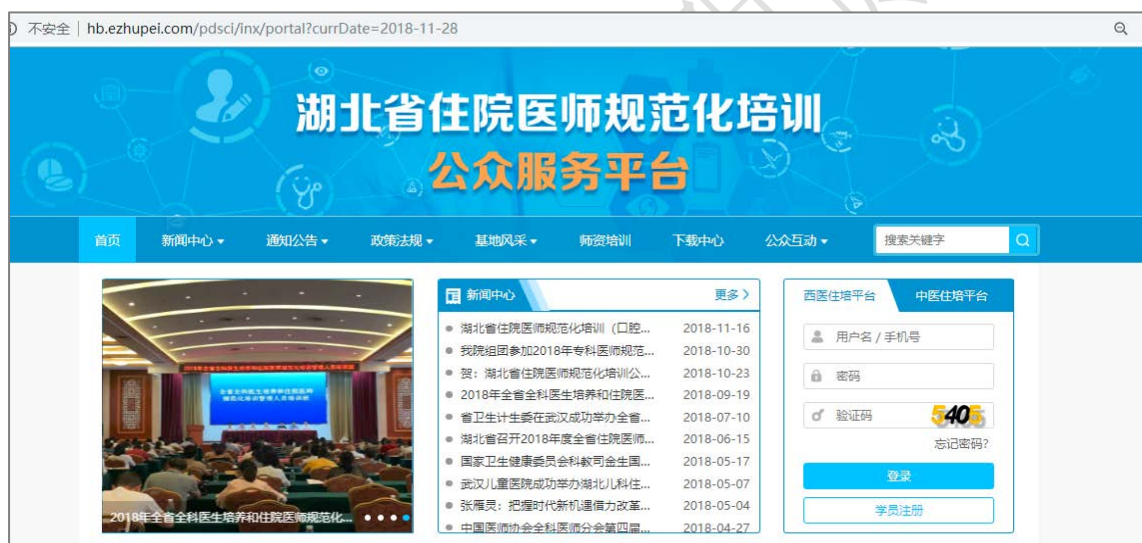 不安全 | hb.ezhupei.com/pdsci/inx/portal?currDate=2018-11-28
湖北省住院医师规范化培训
公众服务平台
首页 新闻中心 通知公告 政策法规 基地风采 师资培训 下载中心 公众互动 搜索关键字
2018年全省全科医生培养和住院医师规范化...
新闻中心 更多
湖北省住院医师规范化培训（口腔... 2018-11-16
我院组团参加2018年专科医师规范... 2018-10-30
贺：湖北省住院医师规范化培训公... 2018-10-23
2018年全省全科医生培养和住院医... 2018-09-19
省卫生计生委在武汉成功举办全省... 2018-07-10
湖北省召开2018年度全省住院医师... 2018-06-15
国家卫生健康委员会科教司金生国... 2018-05-17
武汉儿童医院成功举办湖北儿科住... 2018-05-07
张雁灵：把握时代新机遇借力改革... 2018-05-04
中国医师协会全科医师分会第四届... 2018-04-27
西医住培平台 中医住培平台
用户名 / 手机号
密码
验证码 5405
忘记密码?
登录
学员注册